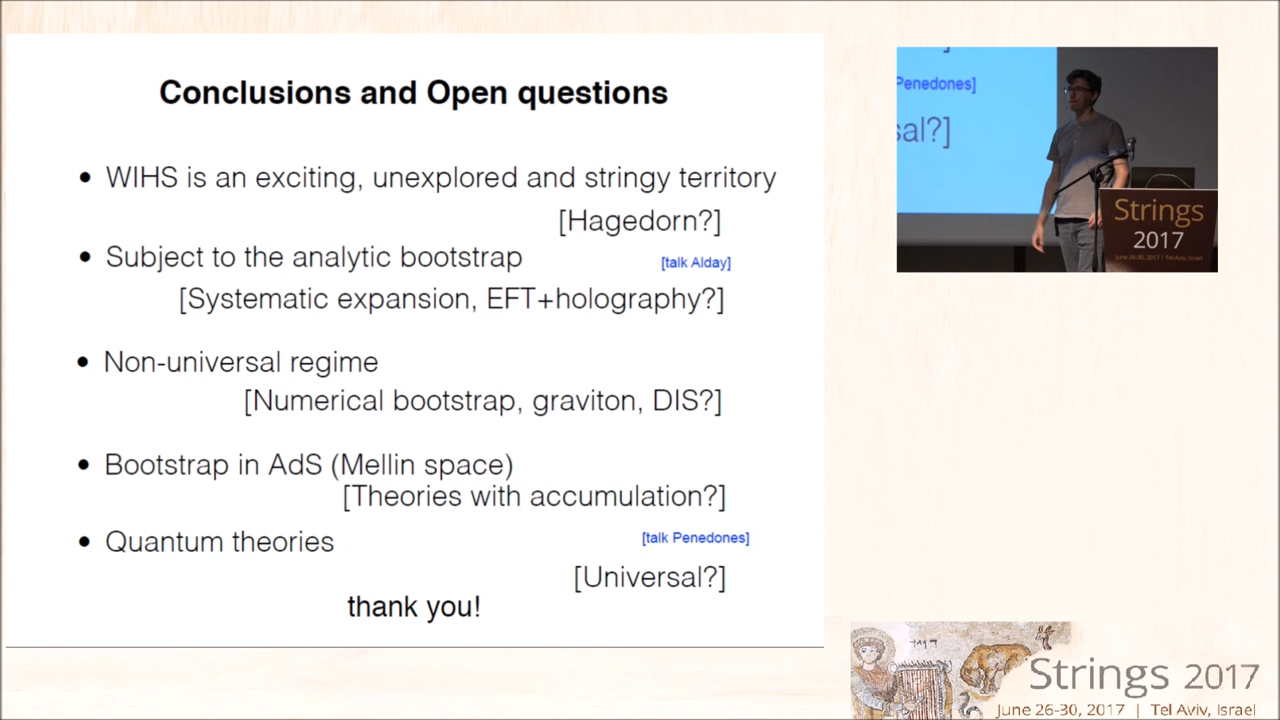 Conclusions and Open questions
• WIHS is an exciting, unexplored and stringy territory
[Hagedorn?]
• Subject to the analytic bootstrap [talk Alday]
[Systematic expansion, EFT+holography?]
• Non-universal regime
[Numerical bootstrap, graviton, DIS?]
• Bootstrap in AdS (Mellin space)
[Theories with accumulation?]
• Quantum theories [talk Penedones]
[Universal?]
thank you!
Penedones]
sal?]
Strings
2017
June 26-30, 2017 | Tel Aviv, Israel
Strings 2017
June 26-30, 2017 | Tel Aviv, Israel